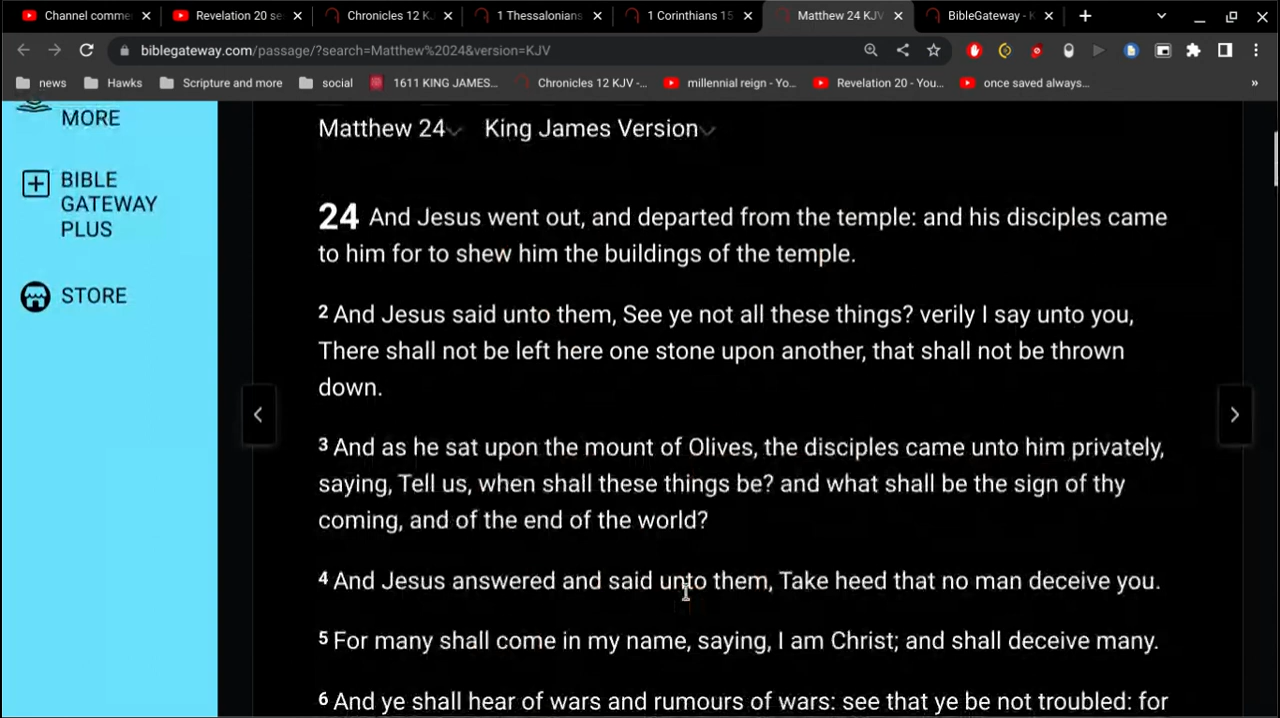 Channel comme
Revelation 20 se
Chronicles 12 K
1 Thessalonians
1 Corinthians 15
Matthew 24 KJV
BibleGateway - K
biblegateway.com/passage/?search=Matthew%2024&version=KJV
news
Hawks
Scripture and more
social
1611 KING JAMES...
Chronicles 12 KJV -...
millennial reign - Yo...
Revelation 20 - You...
once saved always...
»
MORE
BIBLE
GATEWAY
PLUS
STORE
Matthew 24
King James Version
24 And Jesus went out, and departed from the temple: and his disciples came
to him for to shew him the buildings of the temple.
2 And Jesus said unto them, See ye not all these things? verily I say unto you,
There shall not be left here one stone upon another, that shall not be thrown
down.
3 And as he sat upon the mount of Olives, the disciples came unto him privately,
saying, Tell us, when shall these things be? and what shall be the sign of thy
coming, and of the end of the world?
4 And Jesus answered and said unto them, Take heed that no man deceive you.
5 For many shall come in my name, saying, I am Christ; and shall deceive many.
6 And ye shall hear of wars and rumours of wars: see that ye be not troubled: for